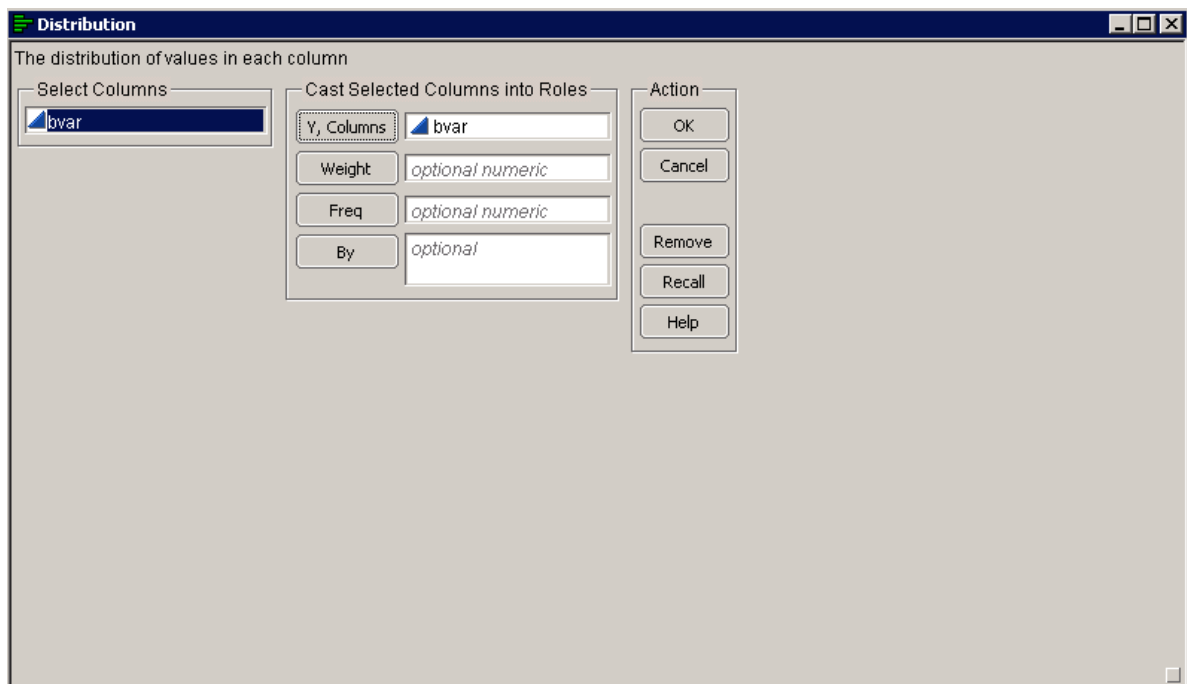 Distribution
The distribution of values in each column
Select Columns
bvar
Cast Selected Columns into Roles
Y, Columns
bvar
Weight
optional numeric
Freq
optional numeric
By
optional
Action
OK
Cancel
Remove
Recall
Help